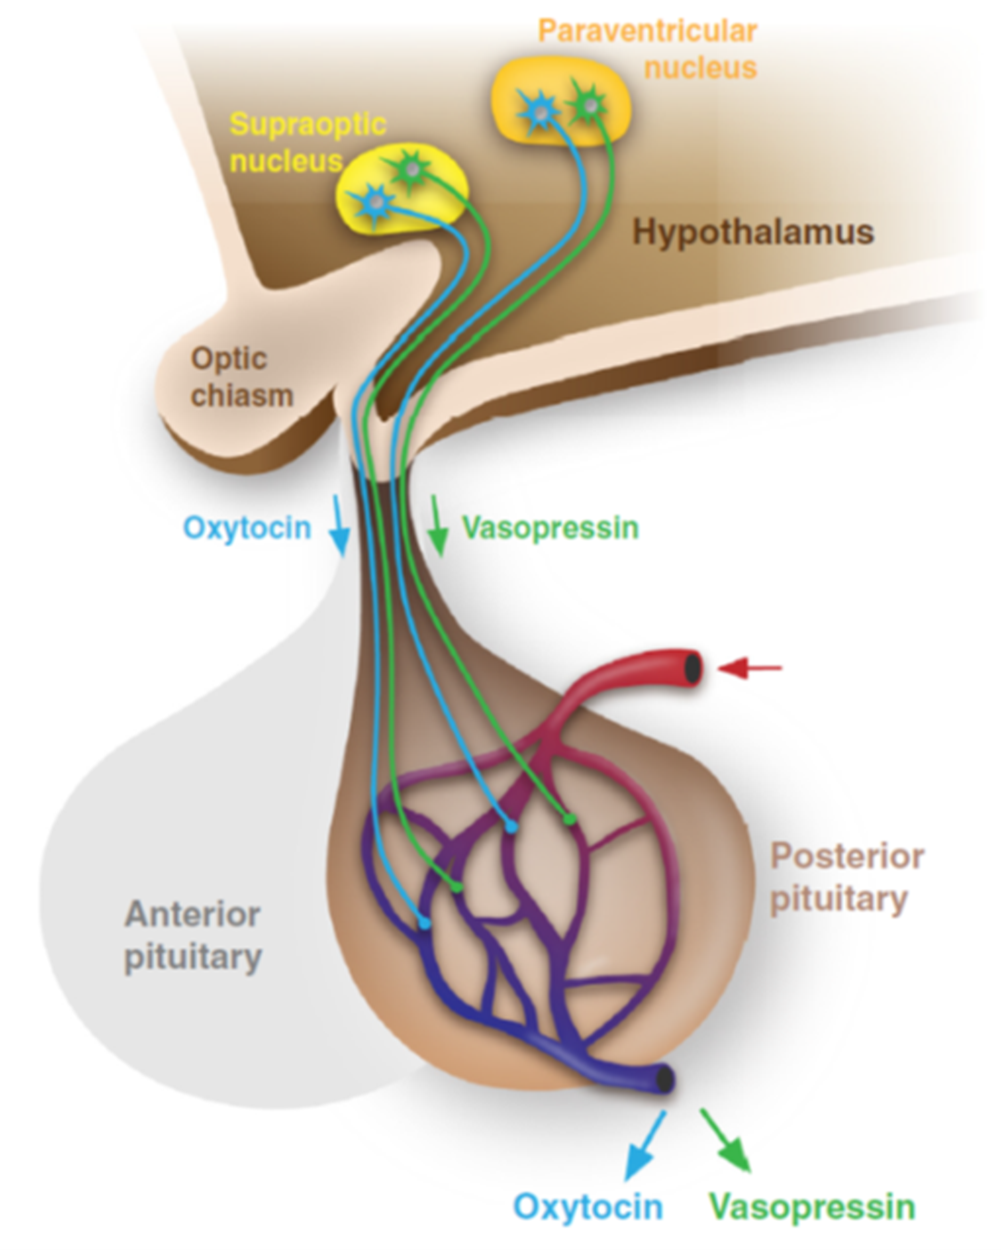 Paraventricular
nucleus
Supraoptic
nucleus
Hypothalamus
Optic
chiasm
Oxytocin
Vasopressin
Posterior
pituitary
Anterior
pituitary
Oxytocin
Vasopressin